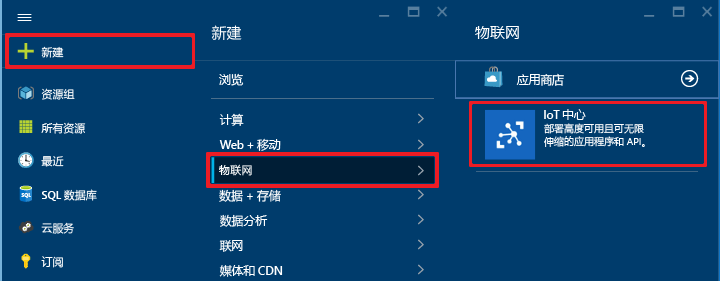 新建
资源组
所有资源
最近
SQL 数据库
云服务
订阅
新建
浏览
计算
Web + 移动
物联网
数据 + 存储
数据分析
联网
媒体和 CDN
物联网
应用商店
IoT 中心
部署高度可用且可无限
伸缩的应用程序和 API。